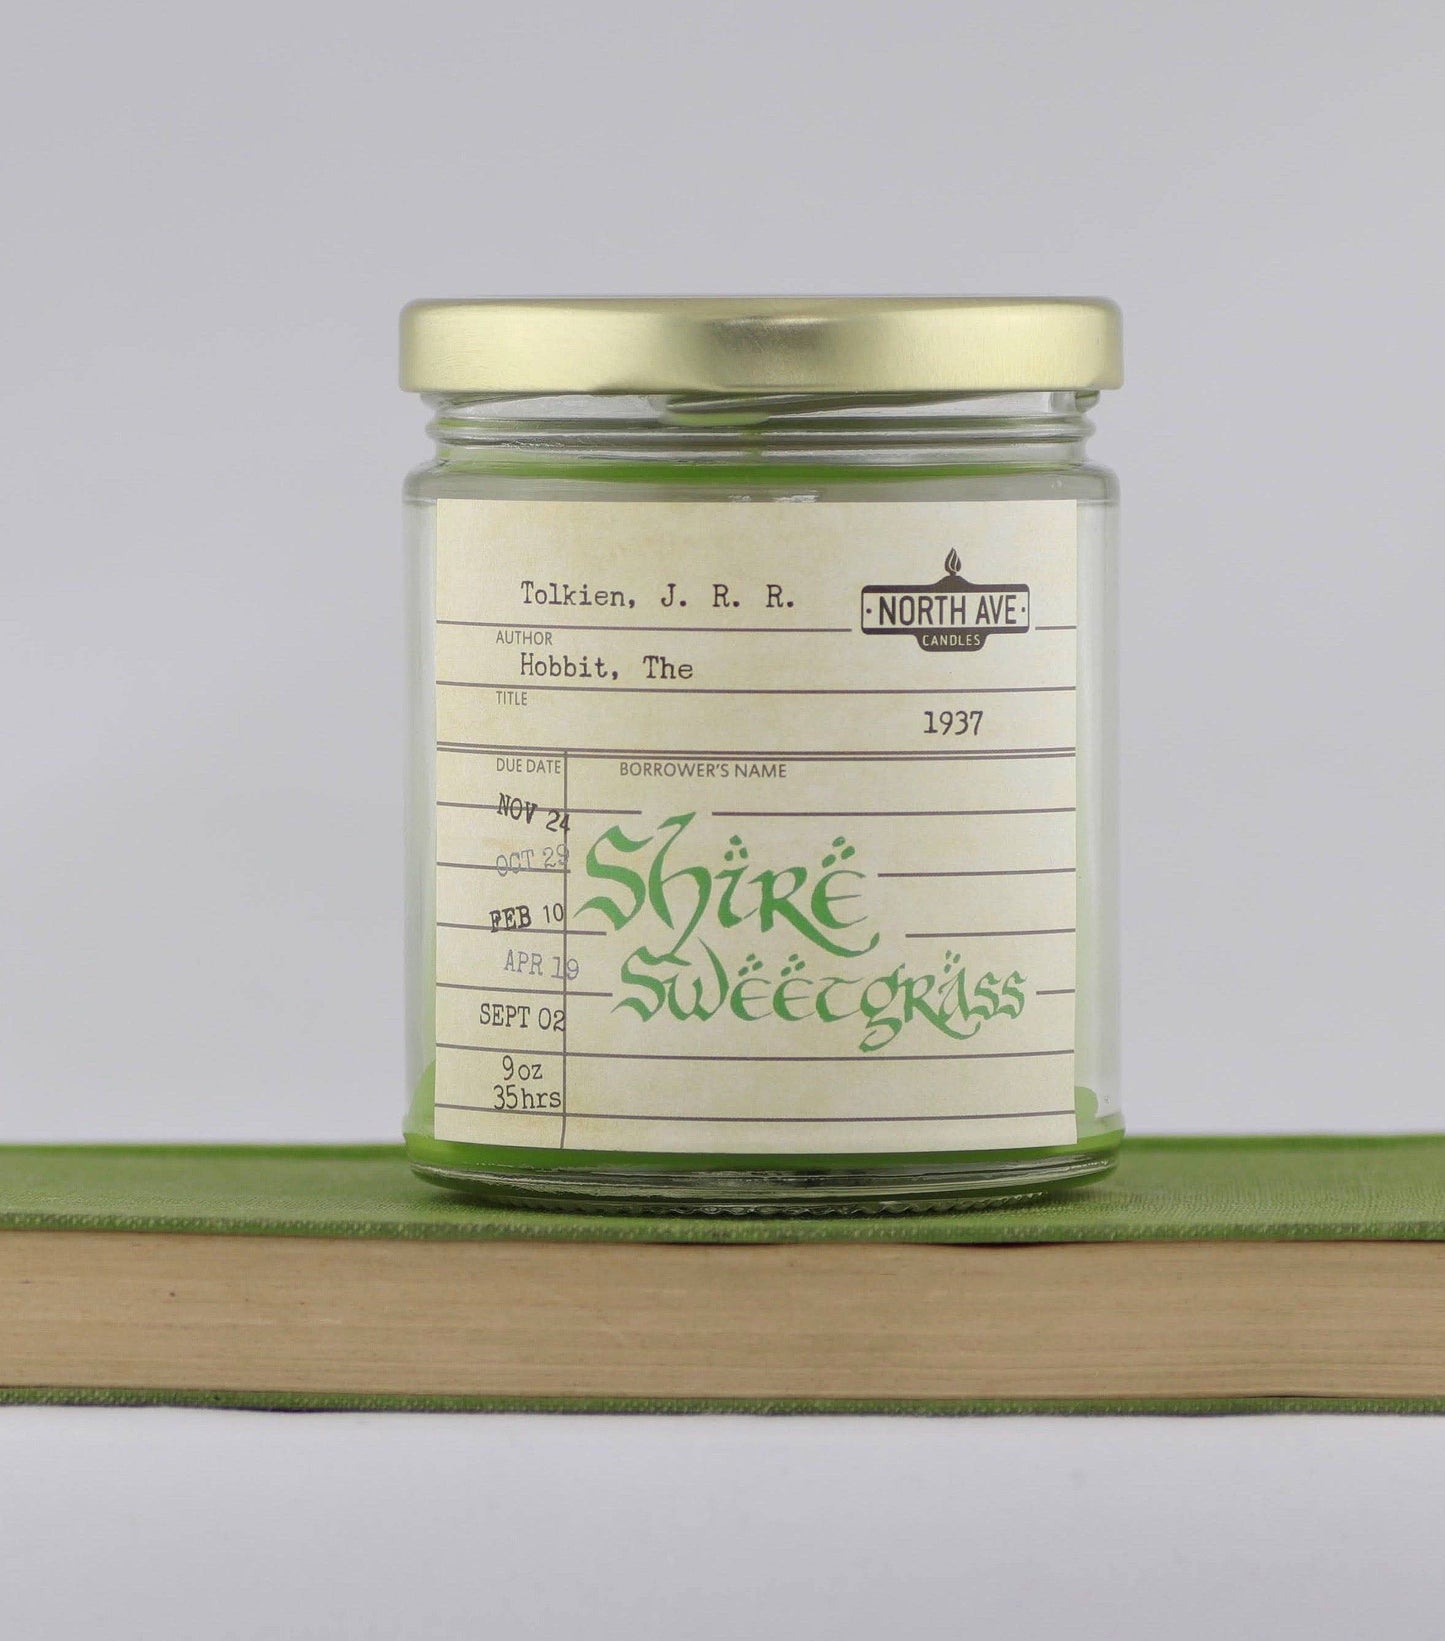 Tolkien, J. R. R.
NORTH AVE
CANDLES
AUTHOR
Hobbit, The
TITLE
1937
DUE DATE
BORROWER'S NAME
NOV 24
OCT 29
FEB 10
APR 19
SEPT 02
9oz
35hrs
Shire
Sweetgrass